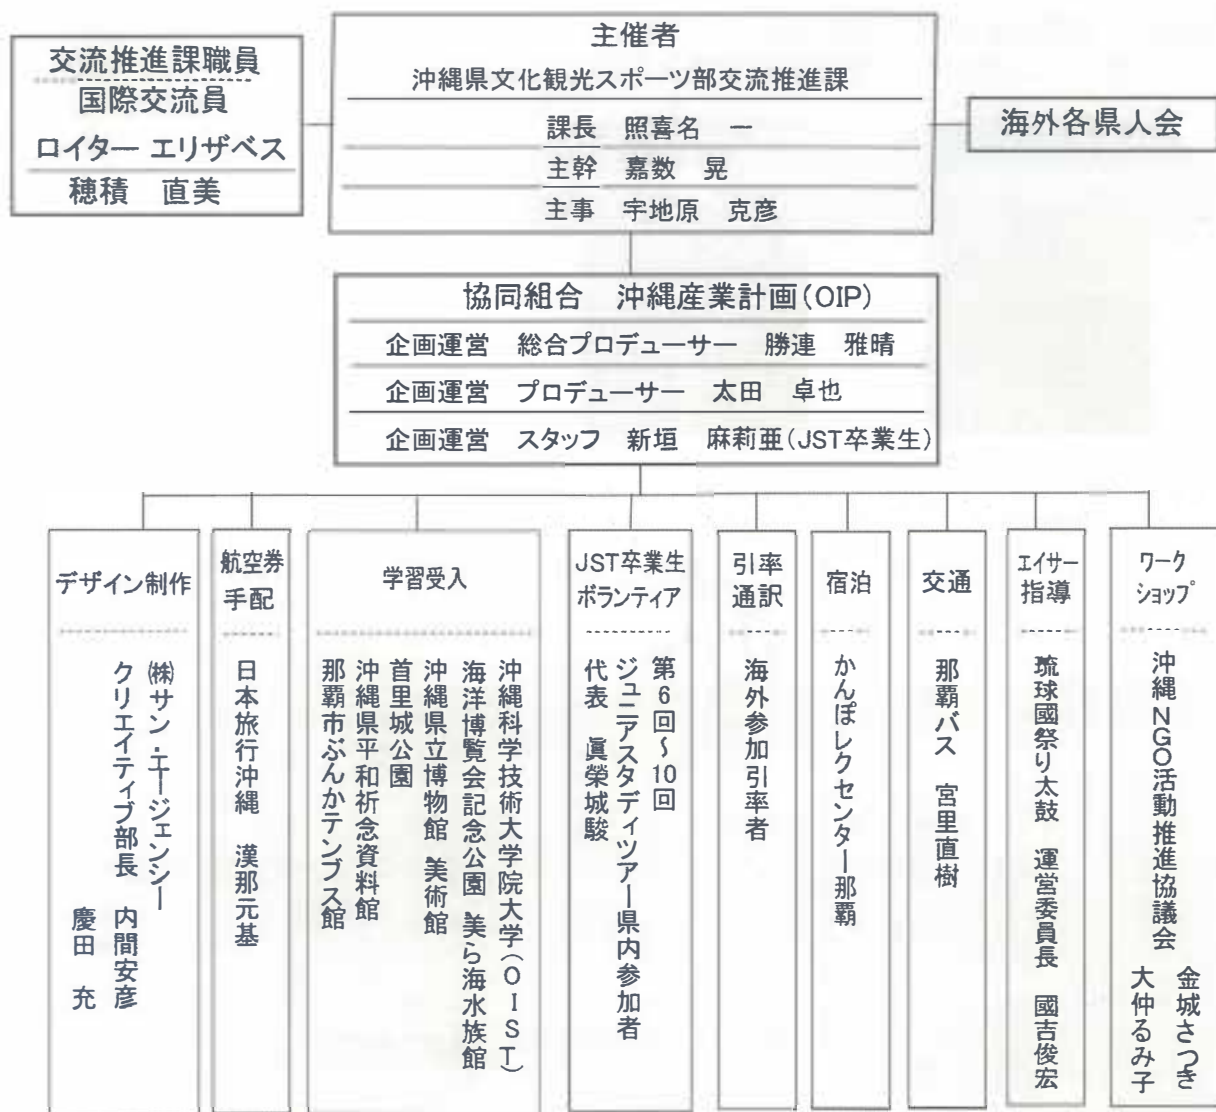 交流推進課職員
国際交流員
ロイター エリザベス
穂積 直美
主催者
沖縄県文化観光スポーツ部交流推進課
課長 照喜名 一
主幹 嘉数 晃
主事 宇地原 克彦
海外各県人会
協同組合 沖縄産業計画(OIP)
企画運営 総合プロデューサー 勝連 雅晴
企画運営 プロデューサー 太田 卓也
企画運営 スタッフ 新垣 麻莉亜(JST卒業生)
デザイン制作
㈱サン・エージェンシー
クリエイティブ部長 内間安彦
慶田 充
航空券
手配
日本旅行沖縄 漢那元基
学習受入
沖縄科学技術大学院大学(OIST)
海洋博覧会記念公園 美ら海水族館
沖縄県立博物館 美術館
首里城公園
沖縄県平和祈念資料館
那覇市ぶんかテンブス館
JST卒業生
ボランティア
第6回~10回
ジュニアスタディツアー県内参加者
代表 眞榮城駿
引率
通訳
海外参加引率者
宿泊
かんぽレクセンター那覇
交通
那覇バス 宮里直樹
エイサー
指導
琉球國祭り太鼓 運営委員長 國吉俊宏
ワーク
ショップ
沖縄NGO活動推進協議会
金城さつき
大仲るみ子